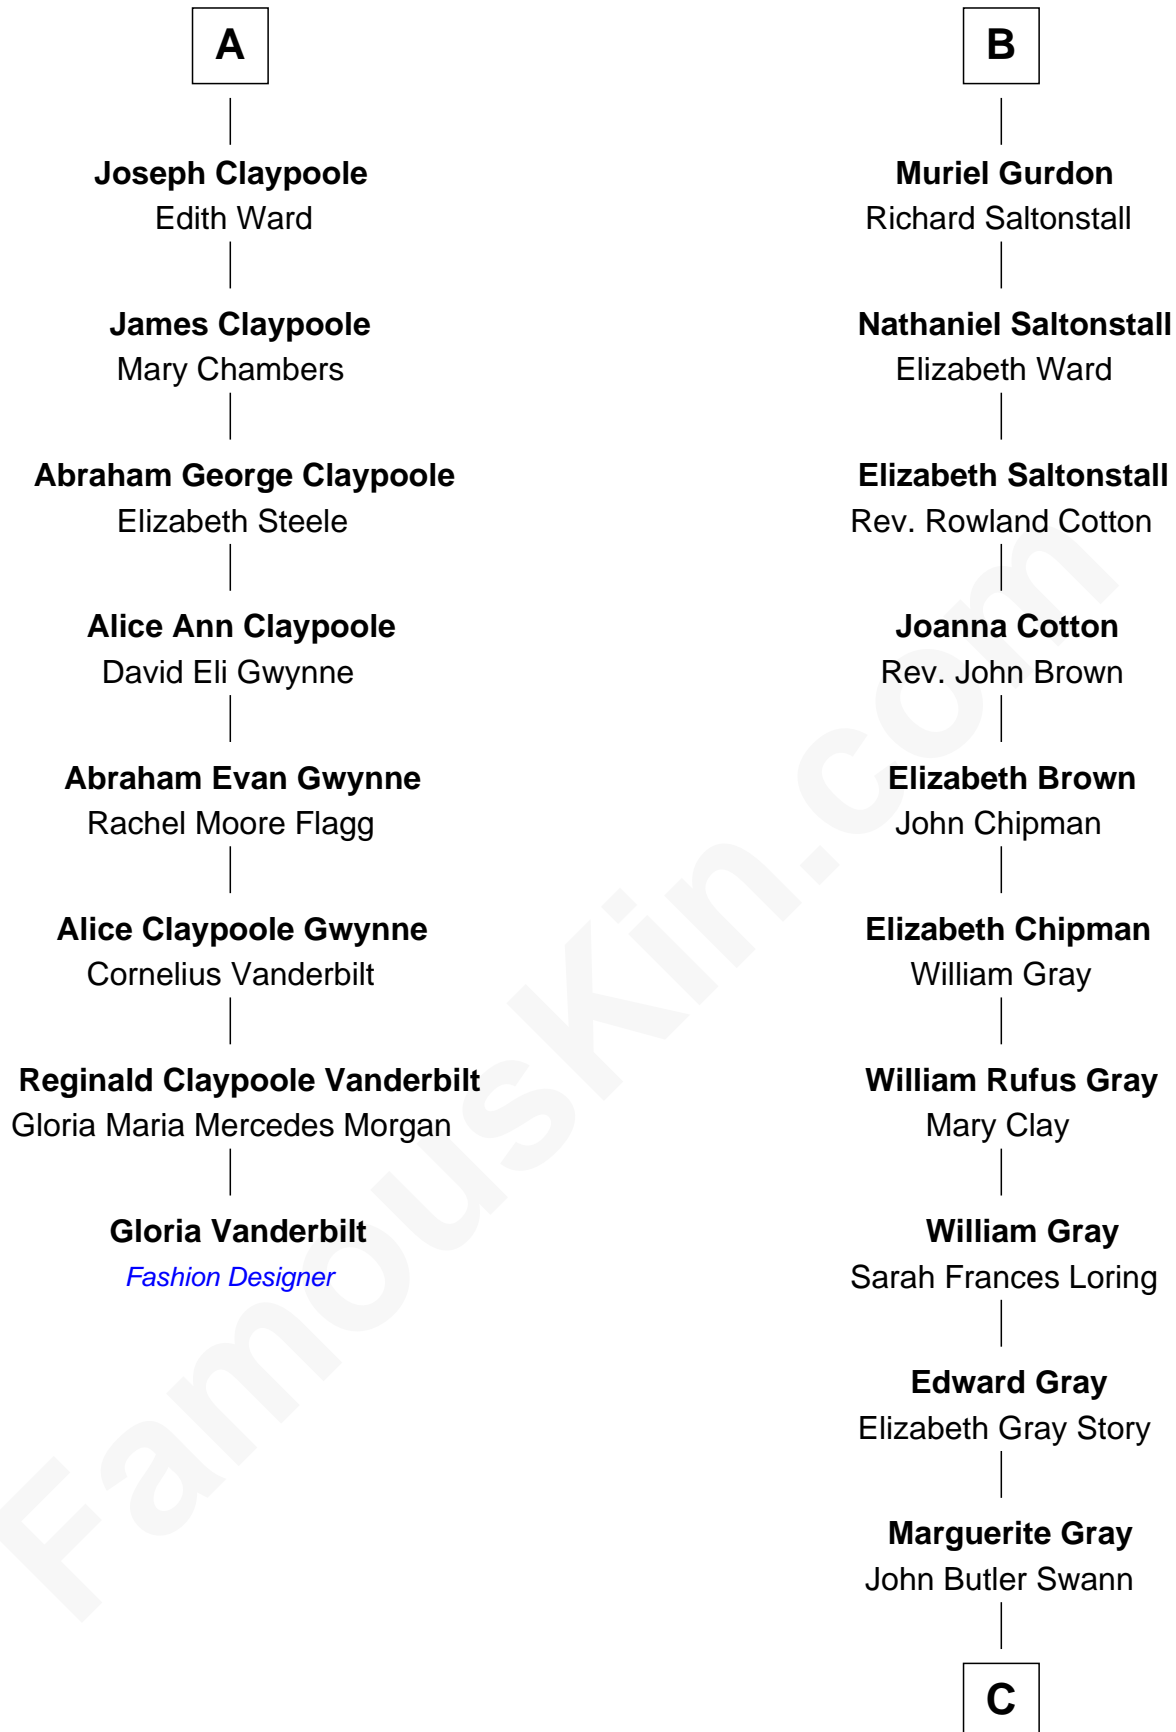 A
Joseph Claypoole
Edith Ward
James Claypoole
Mary Chambers
Abraham George Claypoole
Elizabeth Steele
Alice Ann Claypoole
David Eli Gwynne
Abraham Evan Gwynne
Rachel Moore Flagg
Alice Claypoole Gwynne
Cornelius Vanderbilt
Reginald Claypoole Vanderbilt
Gloria Maria Mercedes Morgan
Gloria Vanderbilt
Fashion Designer
B
Muriel Gurdon
Richard Saltonstall
Nathaniel Saltonstall
Elizabeth Ward
Elizabeth Saltonstall
Rev. Rowland Cotton
Joanna Cotton
Rev. John Brown
Elizabeth Brown
John Chipman
Elizabeth Chipman
William Gray
William Rufus Gray
Mary Clay
William Gray
Sarah Frances Loring
Edward Gray
Elizabeth Gray Story
Marguerite Gray
John Butler Swann
C
FamousKin.com